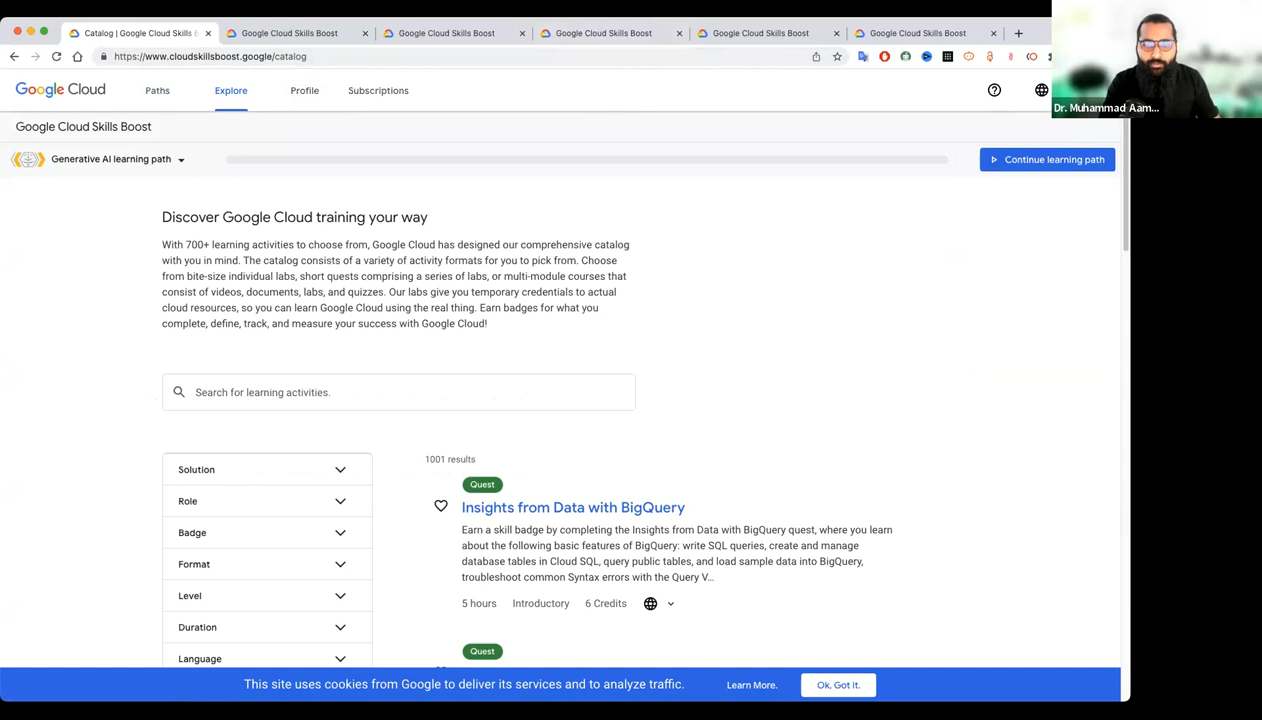 Catalog | Google Cloud Skills B
Google Cloud Skills Boost
Google Cloud Skills Boost
Google Cloud Skills Boost
Google Cloud Skills Boost
Google Cloud Skills Boost
https://www.cloudskillsboost.google/catalog
Google Cloud
Paths
Explore
Profile
Subscriptions
Dr. Muhammad Aam...
Google Cloud Skills Boost
Generative AI learning path
Continue learning path
Discover Google Cloud training your way
With 700+ learning activities to choose from, Google Cloud has designed our comprehensive catalog
with you in mind. The catalog consists of a variety of activity formats for you to pick from. Choose
from bite-size individual labs, short quests comprising a series of labs, or multi-module courses that
consist of videos, documents, labs, and quizzes. Our labs give you temporary credentials to actual
cloud resources, so you can learn Google Cloud using the real thing. Earn badges for what you
complete, define, track, and measure your success with Google Cloud!
Search for learning activities.
Solution
Role
Badge
Format
Level
Duration
Language
1001 results
Quest
Insights from Data with BigQuery
Earn a skill badge by completing the Insights from Data with BigQuery quest, where you learn
about the following basic features of BigQuery: write SQL queries, create and manage
database tables in Cloud SQL, query public tables, and load sample data into BigQuery,
troubleshoot common Syntax errors with the Query V...
5 hours
Introductory
6 Credits
Quest
This site uses cookies from Google to deliver its services and to analyze traffic.
Learn More.
Ok, Got it.